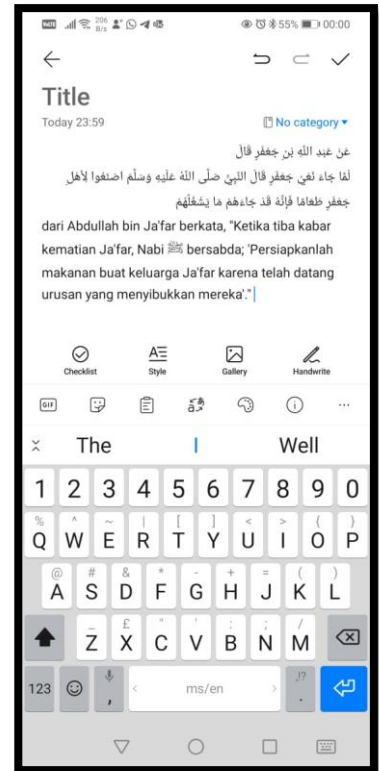 206 B/s 55% 00:00
Title
Today 23:59 No category
عَنْ عَبْدِ اللَّهِ بْنِ جَعْفَرٍ قَالَ
لَمَّا جَاءَ نَعْيُ جَعْفَرٍ قَالَ النَّبِيُّ صَلَّى اللهُ عَلَيْهِ وَسَلَّمَ اصْنَعُوا لِأَهْلِ
جَعْفَرٍ طَعَامًا فَإِنَّهُ قَدْ جَاءَهُمْ مَا يَشْغَلُهُمْ
dari Abdullah bin Ja'far berkata, "Ketika tiba kabar
kematian Ja'far, Nabi ﷺ bersabda; 'Persiapkanlah
makanan buat keluarga Ja'far karena telah datang
urusan yang menyibukkan mereka'."
Checklist Style Gallery Handwrite
GIF
The I Well
1 2 3 4 5 6 7 8 9 0
% ^ ~ | [ ] < > { }
Q W E R T Y U I O P
@ # & * - + = ( )
A S D F G H J K L
_ £ " ' : ; /
Z X C V B N M
123 , ms/en ,!? .